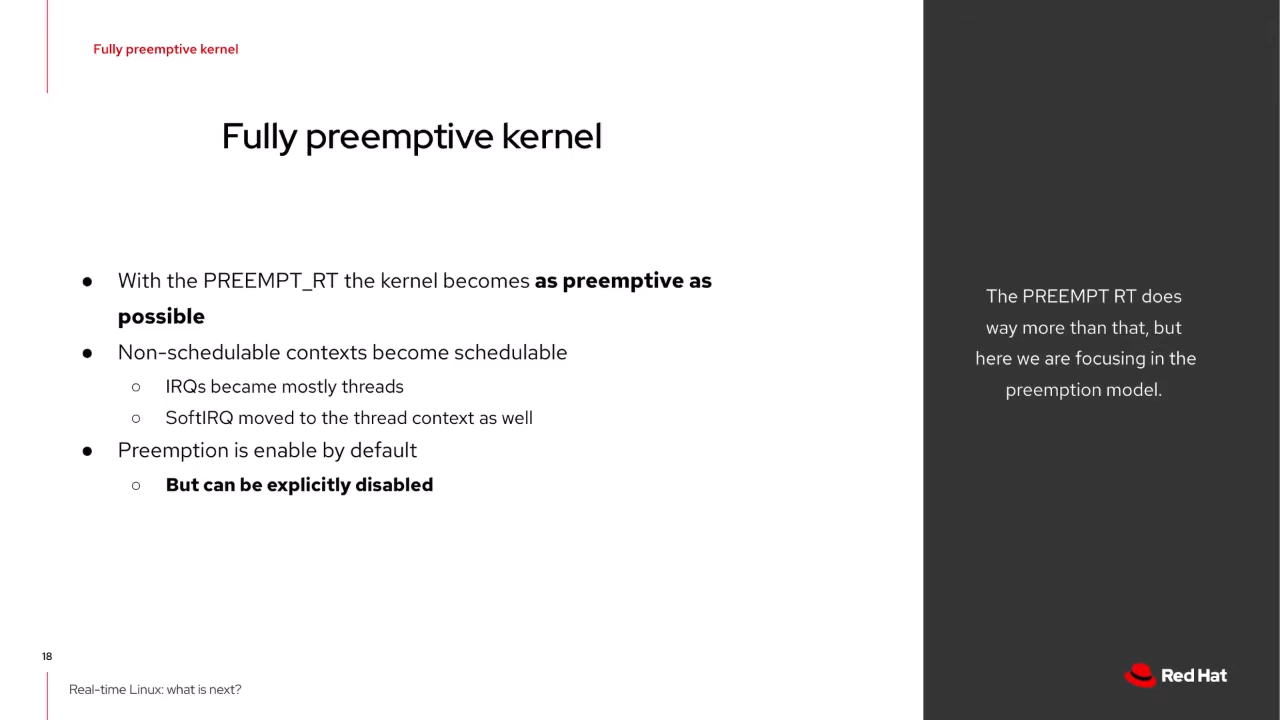 Fully preemptive kernel
Fully preemptive kernel
● With the PREEMPT_RT the kernel becomes as preemptive as
possible
● Non-schedulable contexts become schedulable
○ IRQs became mostly threads
○ SoftIRQ moved to the thread context as well
● Preemption is enable by default
○ But can be explicitly disabled
The PREEMPT RT does
way more than that, but
here we are focusing in the
preemption model.
18
Real-time Linux: what is next?
Red Hat